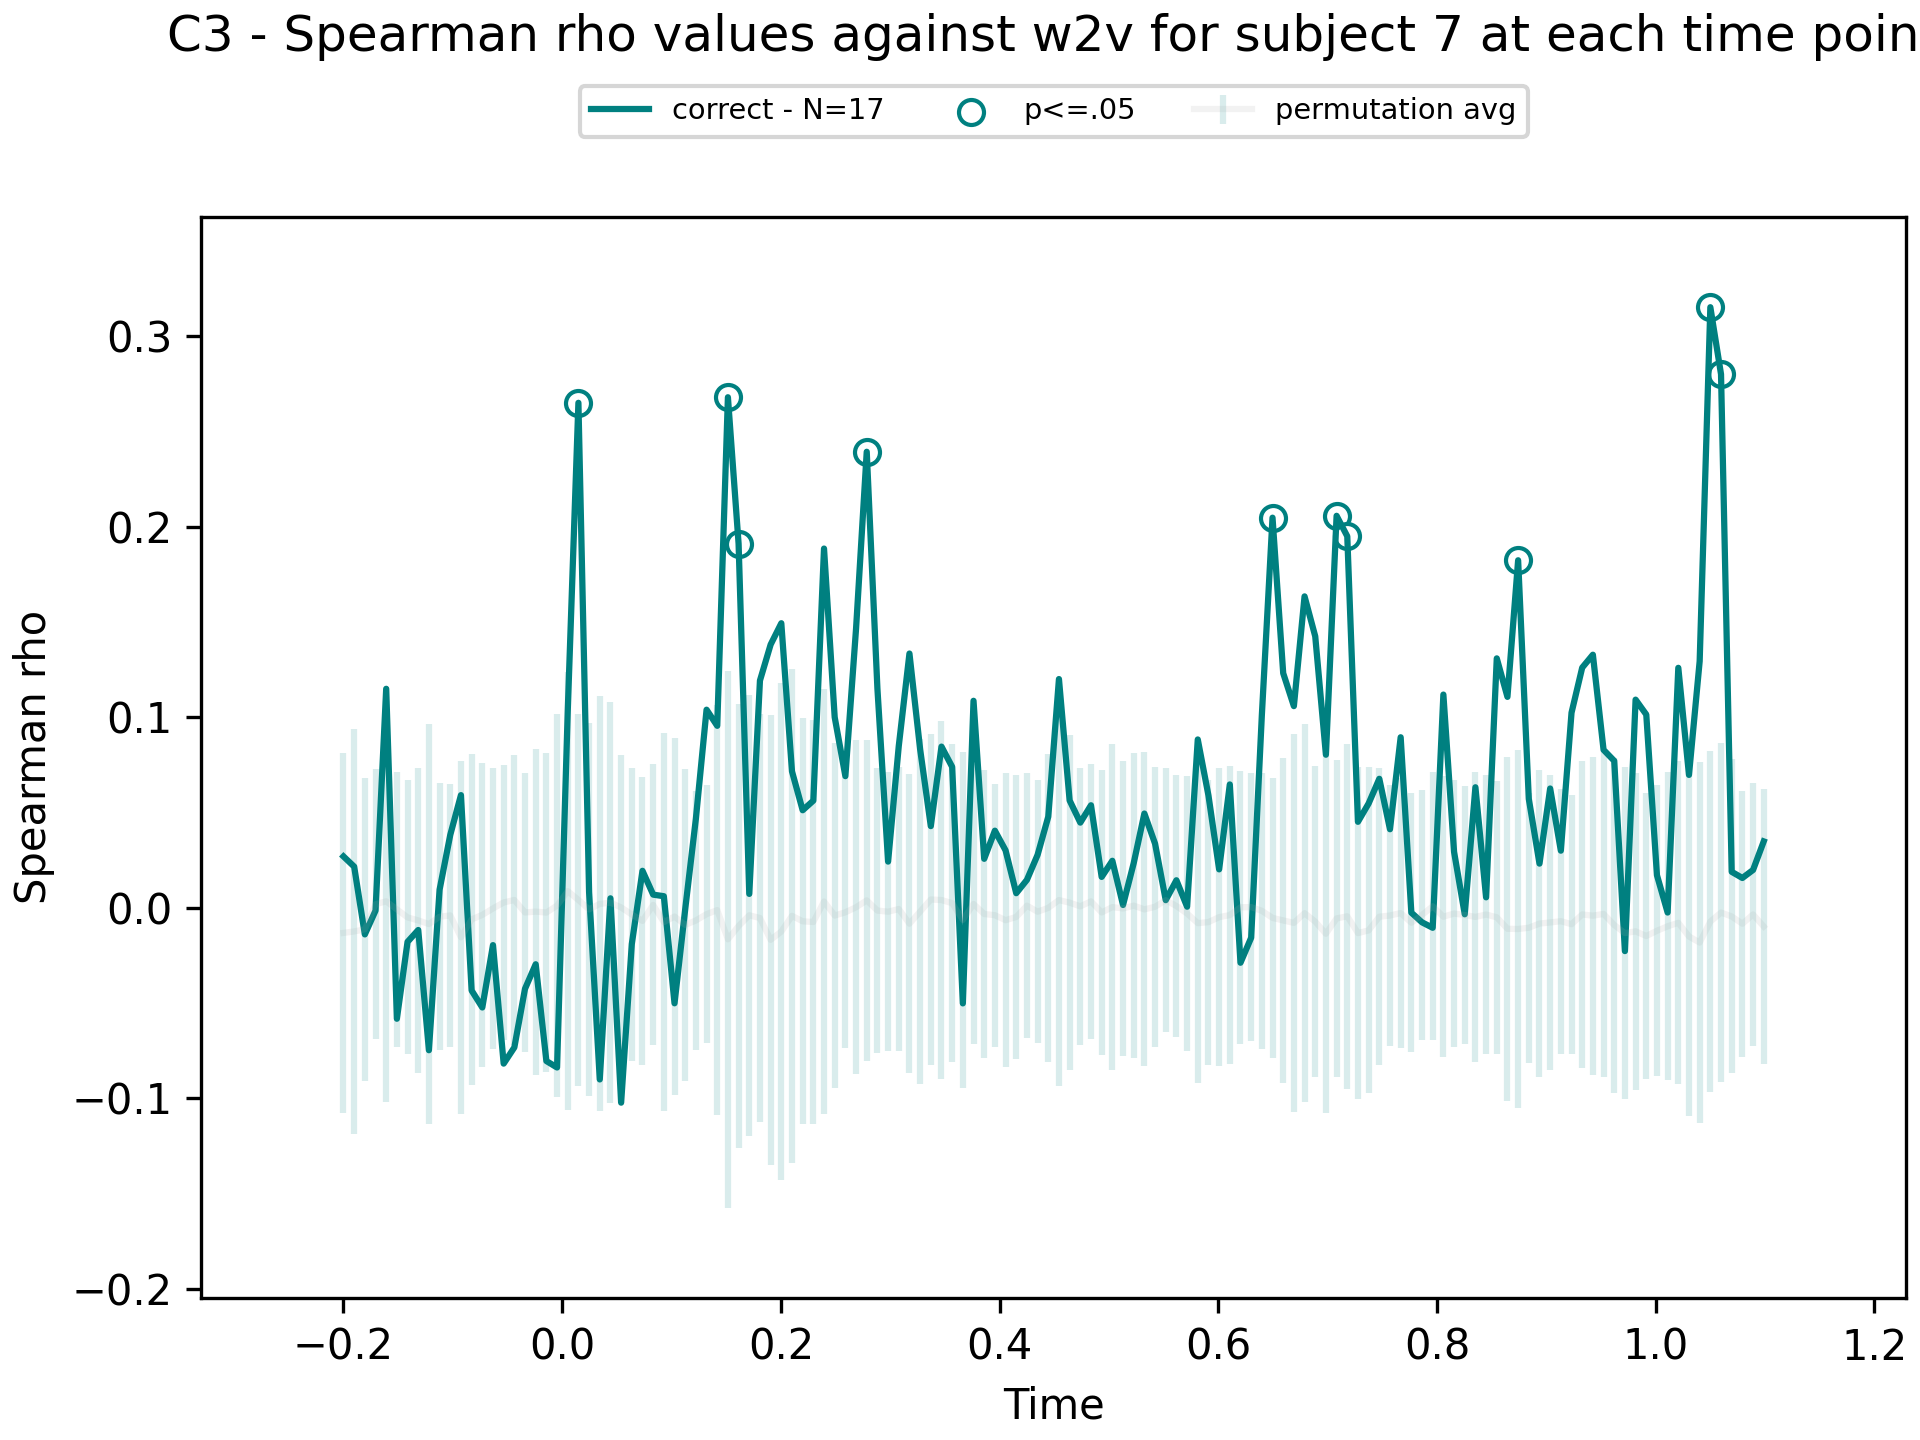 C3 - Spearman rho values against w2v for subject 7 at each time poin
correct - N=17
p<=.05
permutation avg
Spearman rho
0.3
0.2
0.1
0.0
−0.1
−0.2
−0.2 0.0 0.2 0.4 0.6 0.8 1.0 1.2
Time